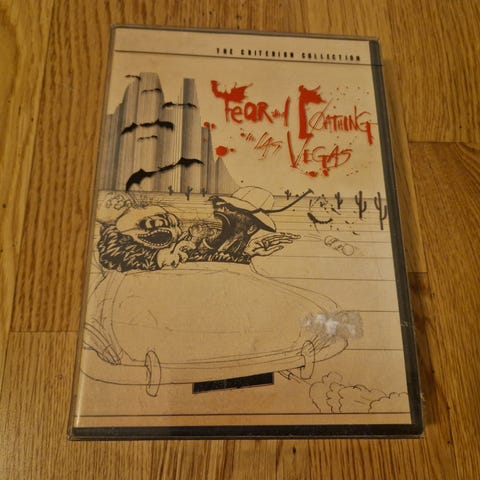 THE CRITERION COLLECTION
FEAR and LOATHING
IN LAS VEGAS